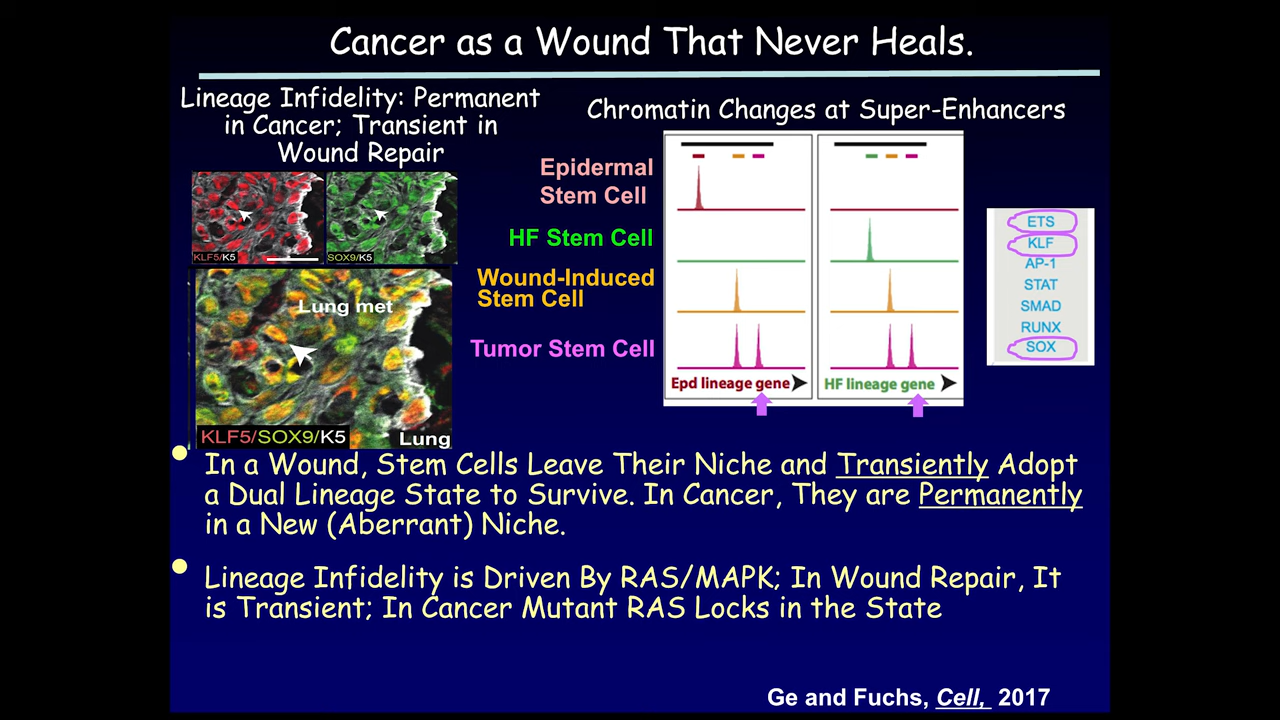 Cancer as a Wound That Never Heals.
Lineage Infidelity: Permanent
in Cancer; Transient in
Wound Repair
KLF5/K5
SOX9/K5
Lung met
KLF5/SOX9/K5
Lung
Chromatin Changes at Super-Enhancers
Epidermal
Stem Cell
HF Stem Cell
Wound-Induced
Stem Cell
Tumor Stem Cell
Epd lineage gene
HF lineage gene
ETS
KLF
AP-1
STAT
SMAD
RUNX
SOX
• In a Wound, Stem Cells Leave Their Niche and Transiently Adopt
a Dual Lineage State to Survive. In Cancer, They are Permanently
in a New (Aberrant) Niche.
• Lineage Infidelity is Driven By RAS/MAPK; In Wound Repair, It
is Transient; In Cancer Mutant RAS Locks in the State
Ge and Fuchs, Cell, 2017